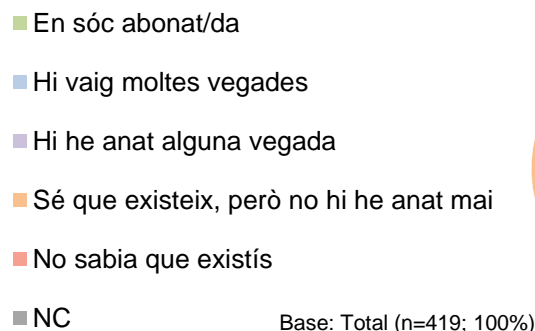 En sóc abonat/da
Hi vaig moltes vegades
Hi he anat alguna vegada
Sé que existeix, però no hi he anat mai
No sabia que existís
NC
Base: Total (n=419; 100%)